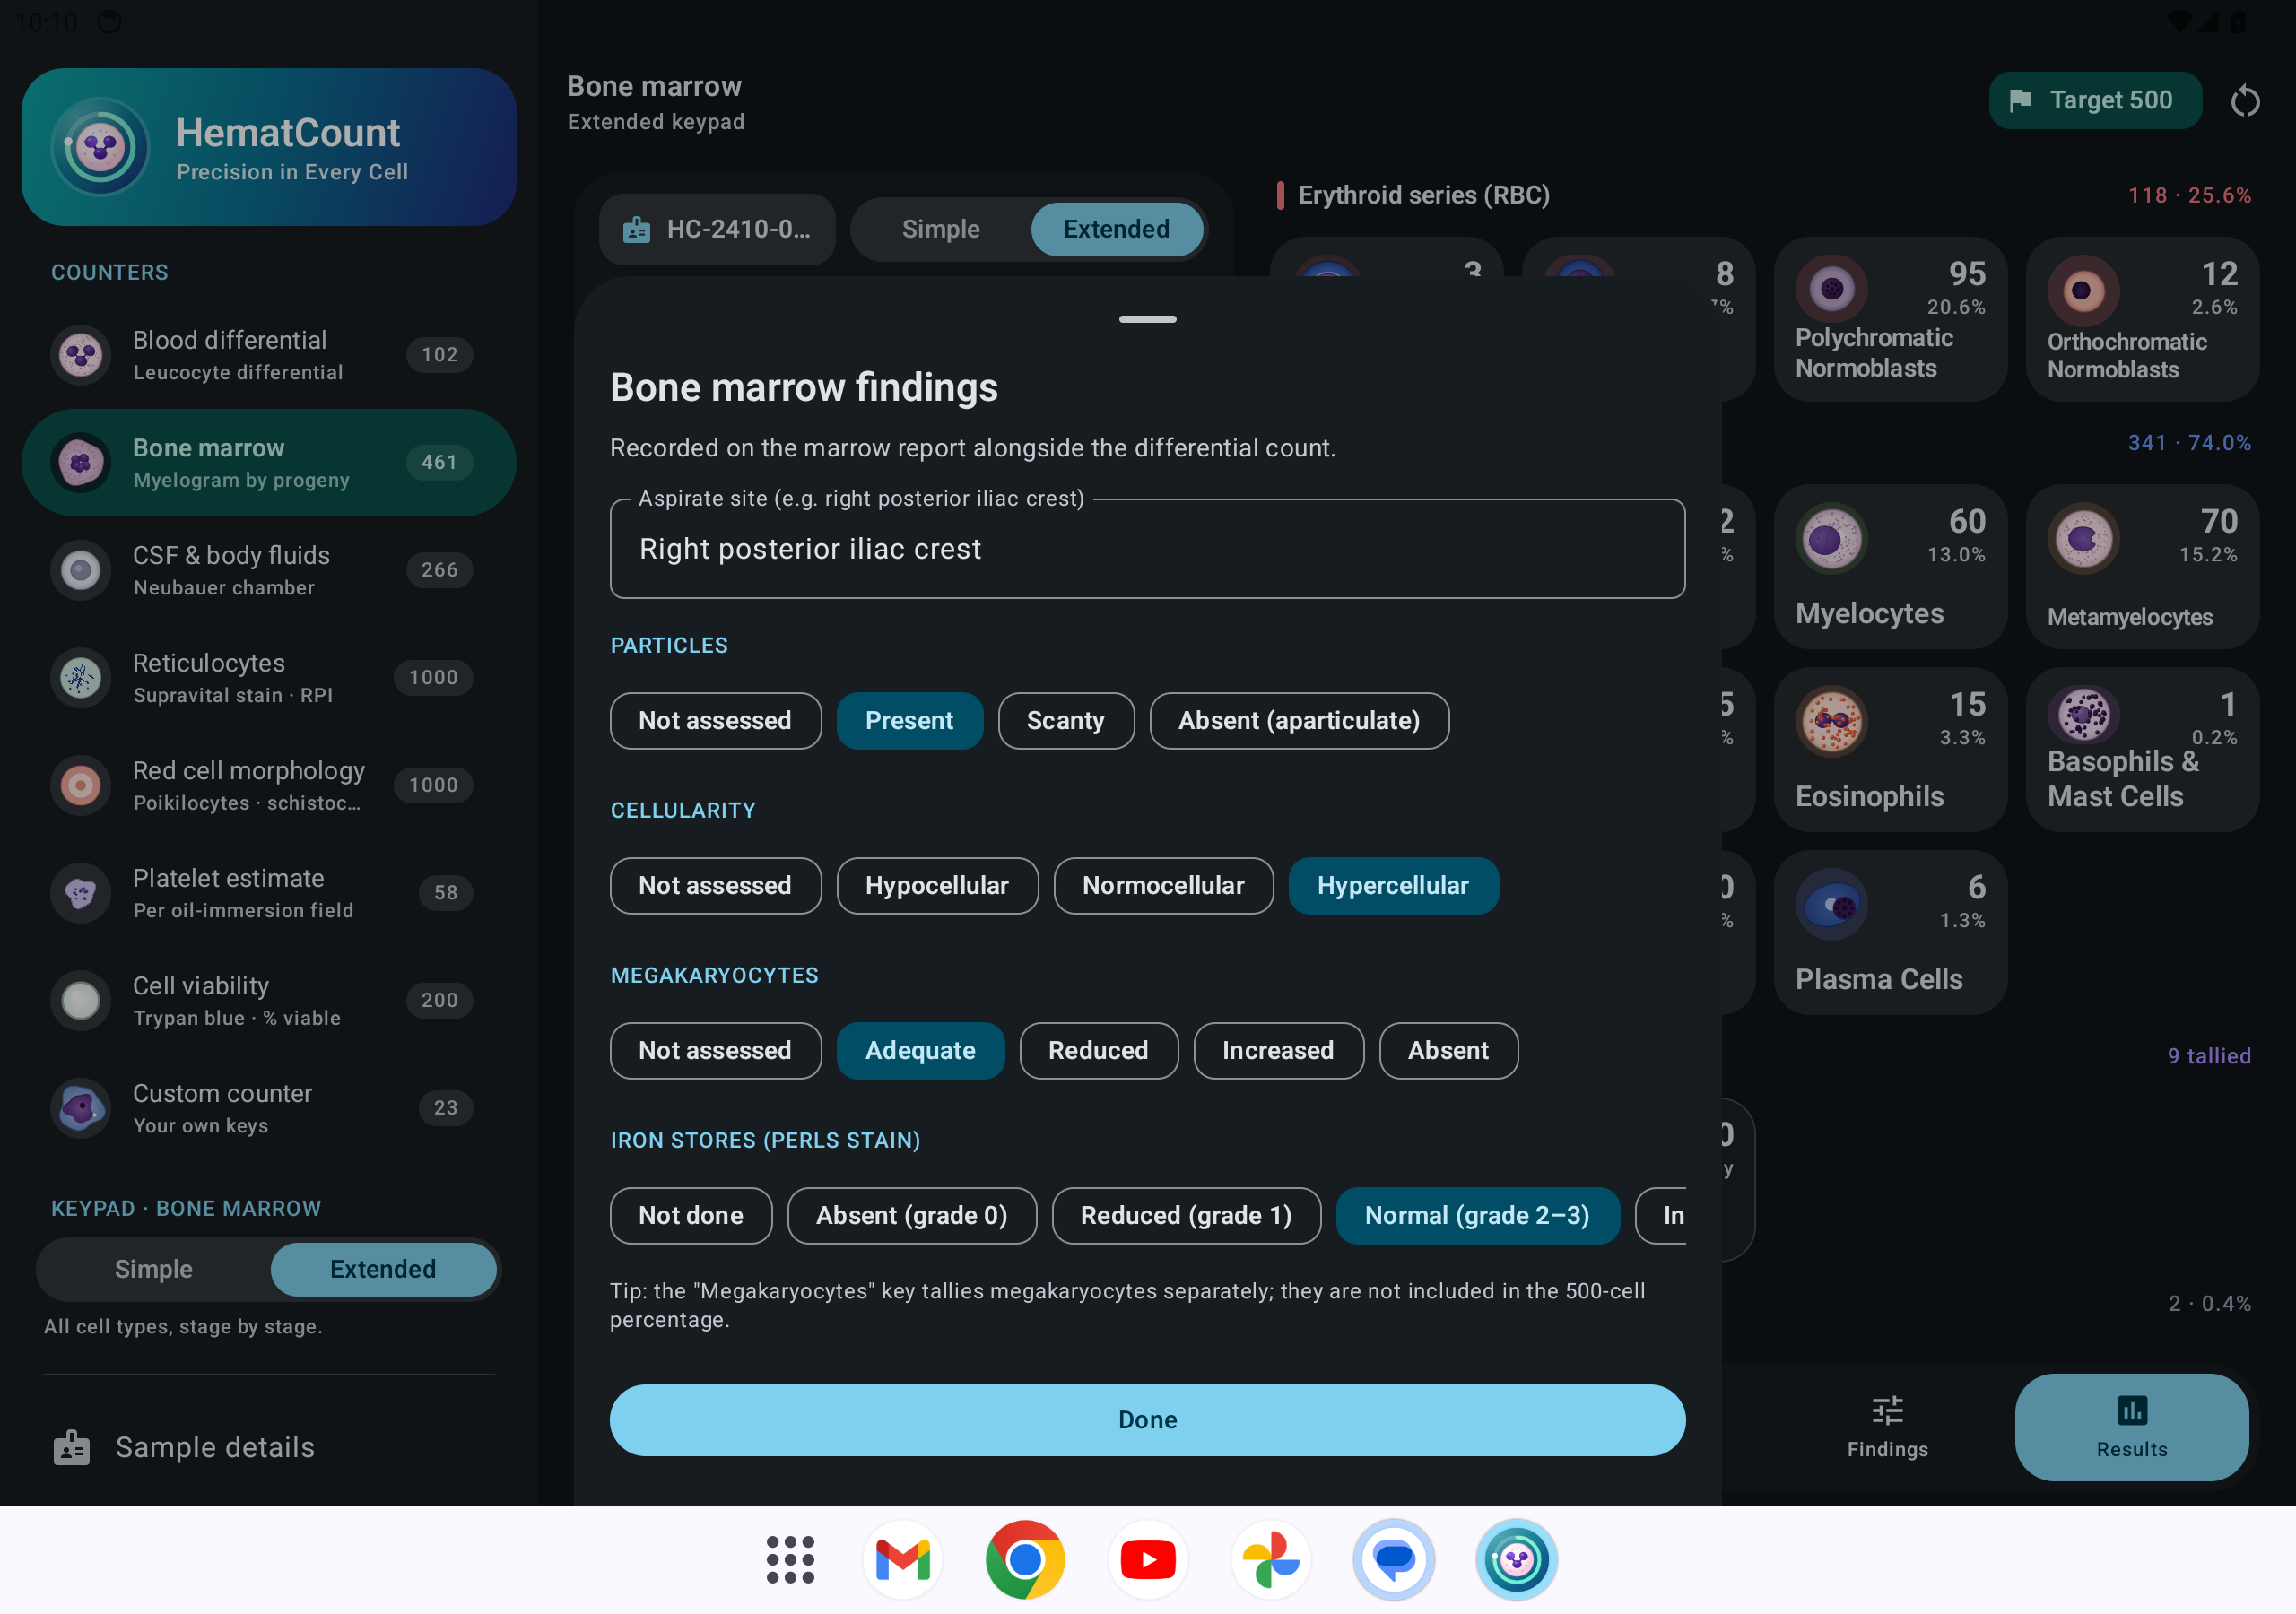 10:10
HematCount
Precision in Every Cell
COUNTERS
Blood differential
Leucocyte differential
102
Bone marrow
Myelogram by progeny
461
CSF & body fluids
Neubauer chamber
266
Reticulocytes
Supravital stain · RPI
1000
Red cell morphology
Poikilocytes · schistoc…
1000
Platelet estimate
Per oil-immersion field
58
Cell viability
Trypan blue · % viable
200
Custom counter
Your own keys
23
KEYPAD · BONE MARROW
Simple
Extended
All cell types, stage by stage.
Sample details
Bone marrow
Extended keypad
Target 500
HC-2410-0…
Simple
Extended
Erythroid series (RBC)
118 · 25.6%
3
8
95
20.6%
Polychromatic
Normoblasts
12
2.6%
Orthochromatic
Normoblasts
341 · 74.0%
60
13.0%
Myelocytes
70
15.2%
Metamyelocytes
15
3.3%
Eosinophils
1
0.2%
Basophils &
Mast Cells
6
1.3%
Plasma Cells
9 tallied
2 · 0.4%
Findings
Results
Bone marrow findings
Recorded on the marrow report alongside the differential count.
Aspirate site (e.g. right posterior iliac crest)
Right posterior iliac crest
PARTICLES
Not assessed
Present
Scanty
Absent (aparticulate)
CELLULARITY
Not assessed
Hypocellular
Normocellular
Hypercellular
MEGAKARYOCYTES
Not assessed
Adequate
Reduced
Increased
Absent
IRON STORES (PERLS STAIN)
Not done
Absent (grade 0)
Reduced (grade 1)
Normal (grade 2–3)
In
Tip: the "Megakaryocytes" key tallies megakaryocytes separately; they are not included in the 500-cell
percentage.
Done